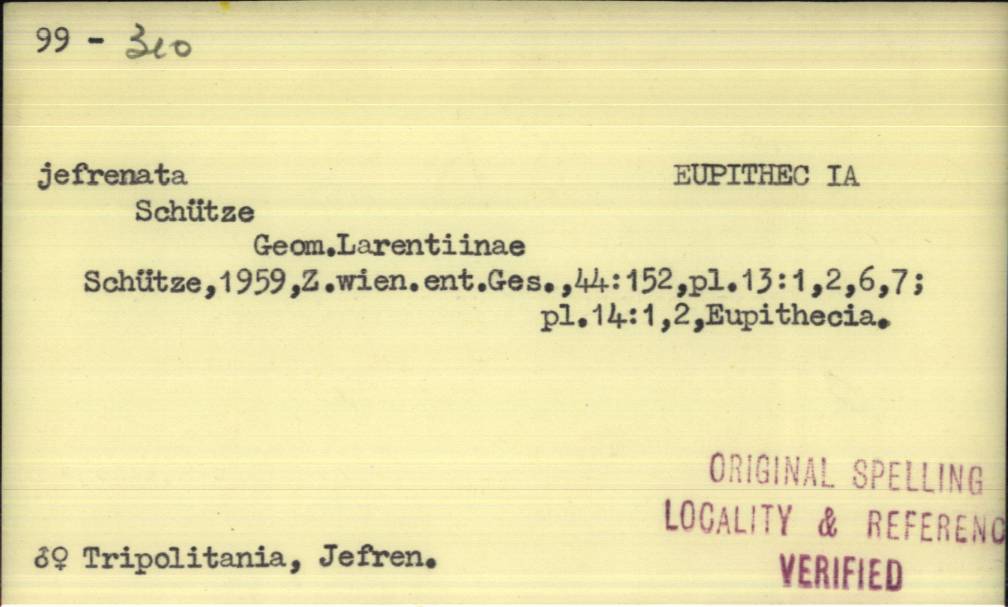 99 - 310
jefrenata EUPITHEC IA
Schütze
Geom.Larentiinae
Schütze,1959,Z.wien.ent.Ges.,44:152,pl.13:1,2,6,7;
pl.14:1,2,Eupithecia.
ORIGINAL SPELLING
LOCALITY & REFERENC
VERIFIED
♂♀ Tripolitania, Jefren.